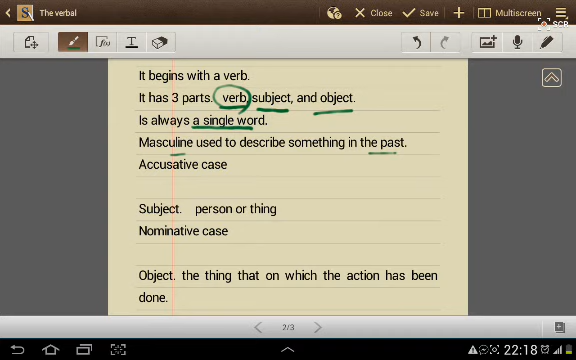 The verbal
Close
Save
Multiscreen
SCR
It begins with a verb.
It has 3 parts. verb, subject, and object.
Is always a single word.
Masculine used to describe something in the past.
Accusative case
Subject. person or thing
Nominative case
Object. the thing that on which the action has been
done.
2/3
22:18